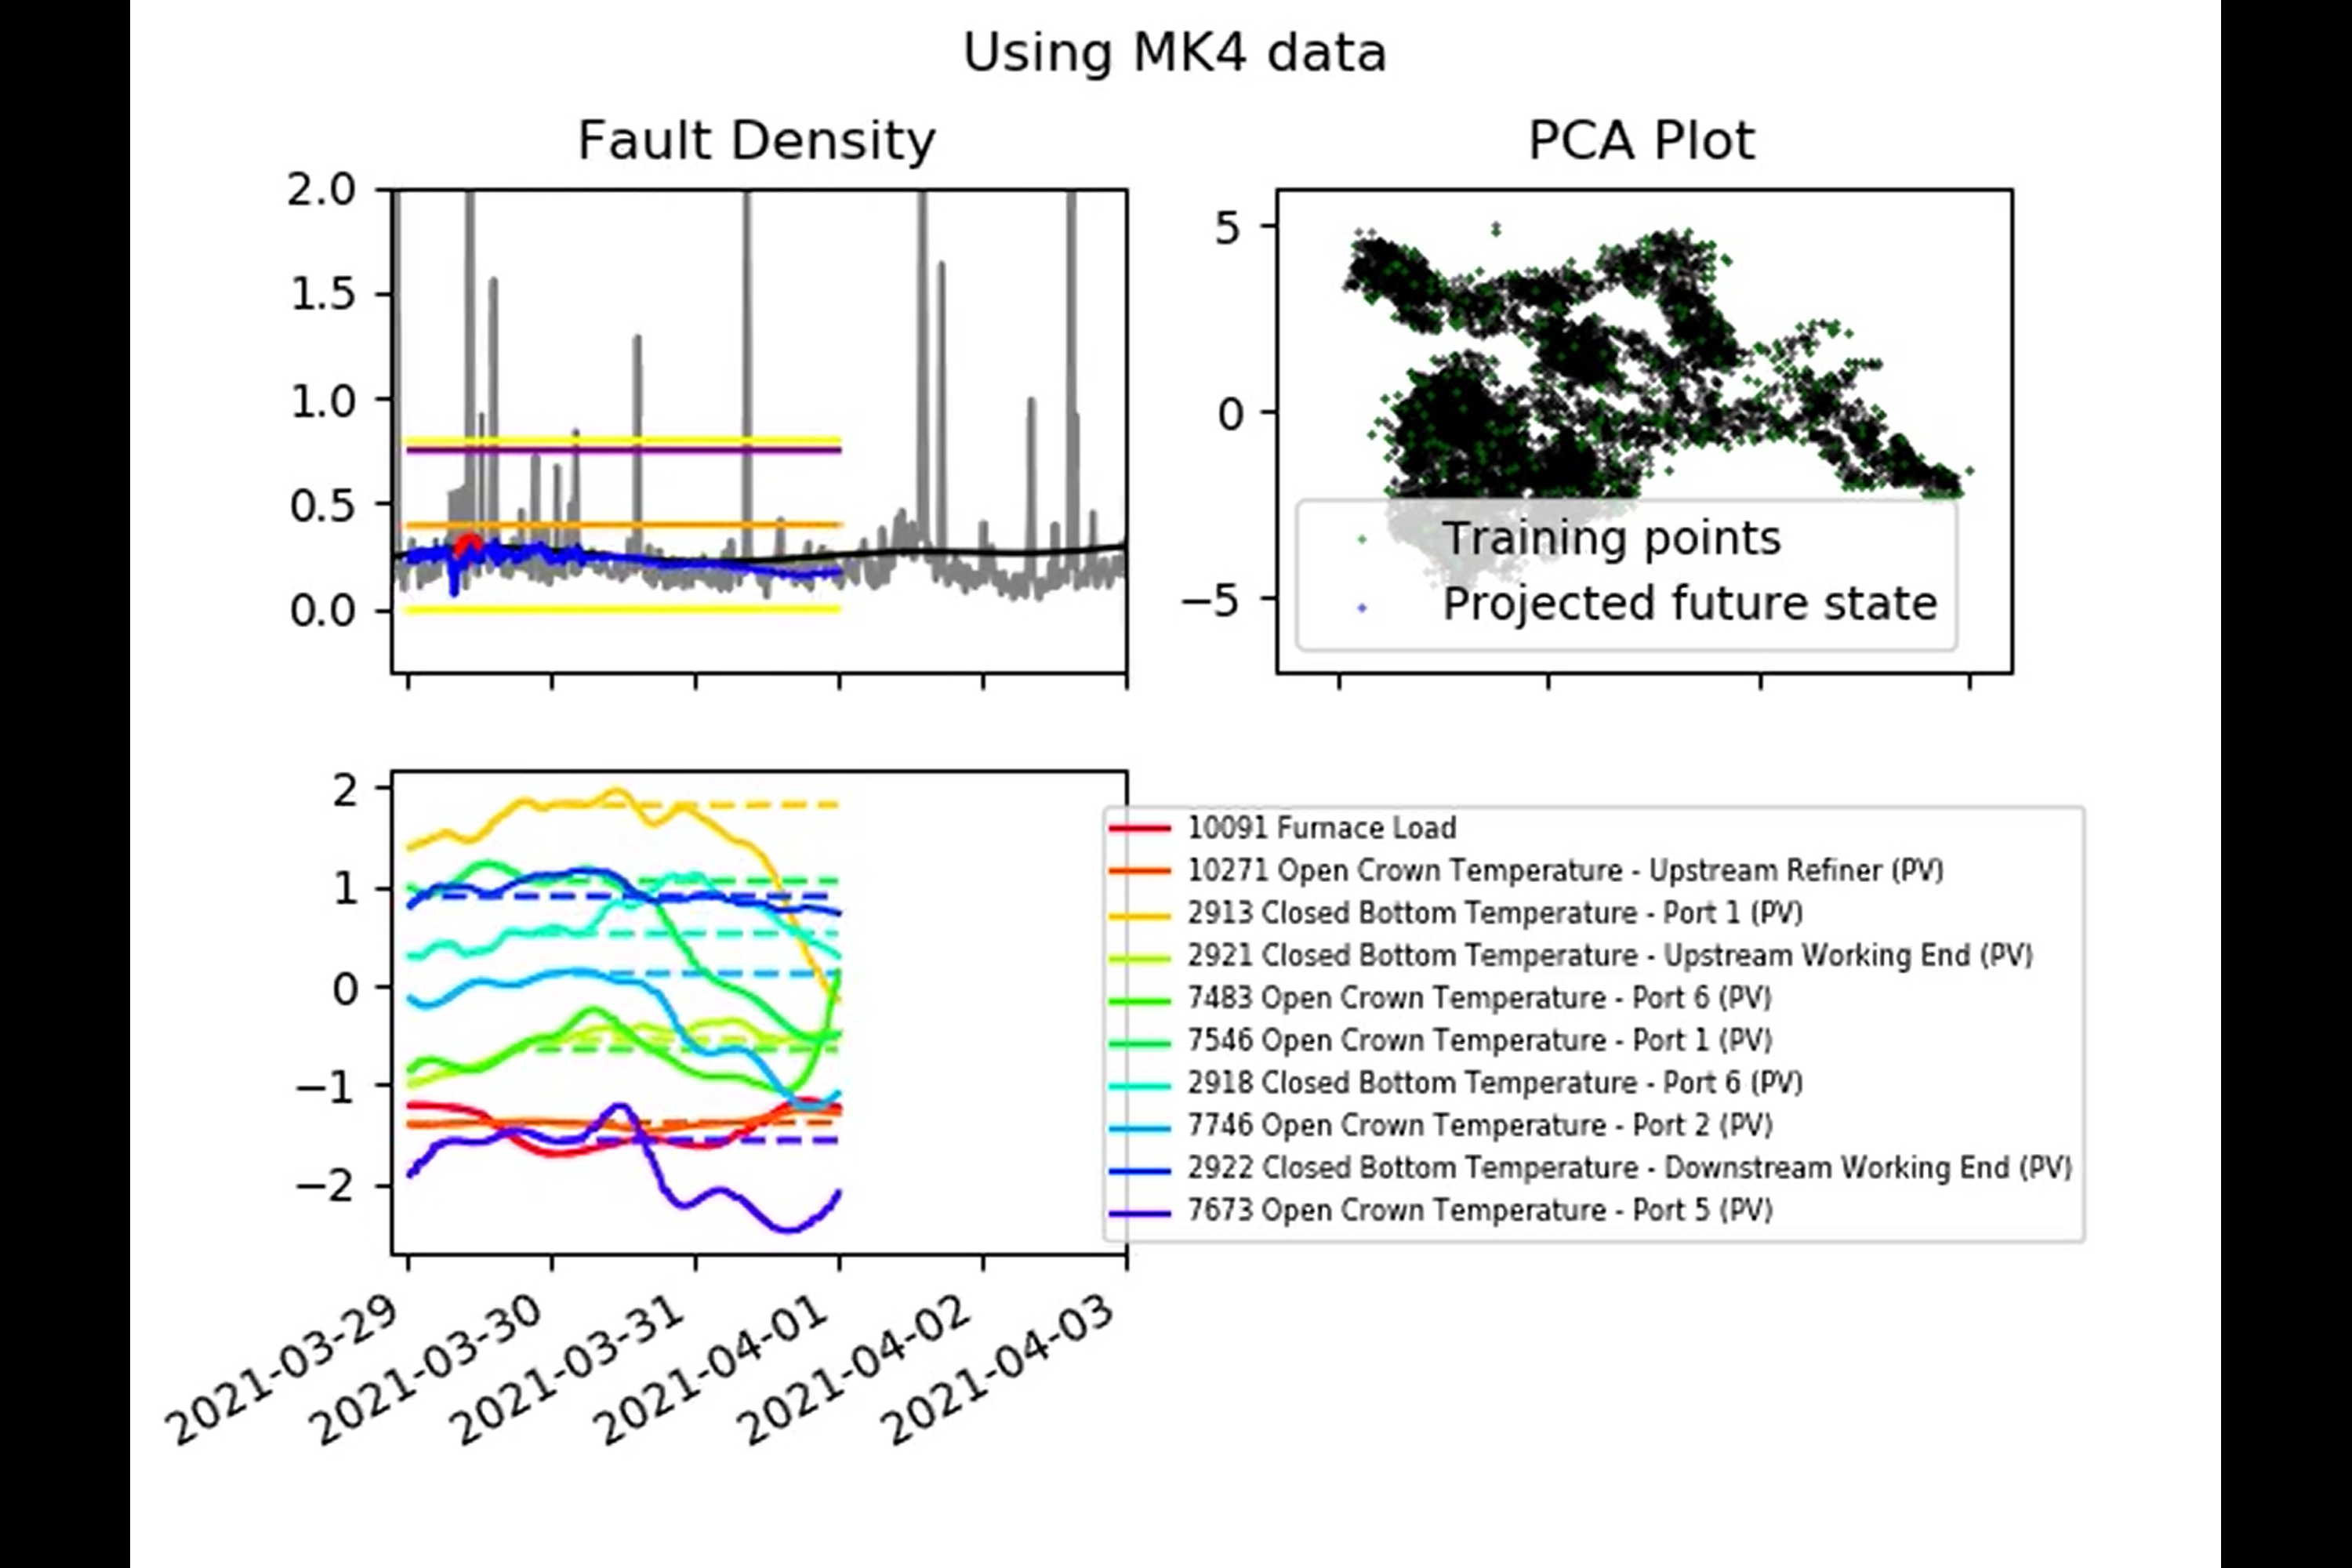 Using MK4 data
Fault Density
2.0
1.5
1.0
0.5
0.0
PCA Plot
5
0
−5
Training points
Projected future state
2
1
0
−1
−2
2021-03-29
2021-03-30
2021-03-31
2021-04-01
2021-04-02
2021-04-03
10091 Furnace Load
10271 Open Crown Temperature - Upstream Refiner (PV)
2913 Closed Bottom Temperature - Port 1 (PV)
2921 Closed Bottom Temperature - Upstream Working End (PV)
7483 Open Crown Temperature - Port 6 (PV)
7546 Open Crown Temperature - Port 1 (PV)
2918 Closed Bottom Temperature - Port 6 (PV)
7746 Open Crown Temperature - Port 2 (PV)
2922 Closed Bottom Temperature - Downstream Working End (PV)
7673 Open Crown Temperature - Port 5 (PV)